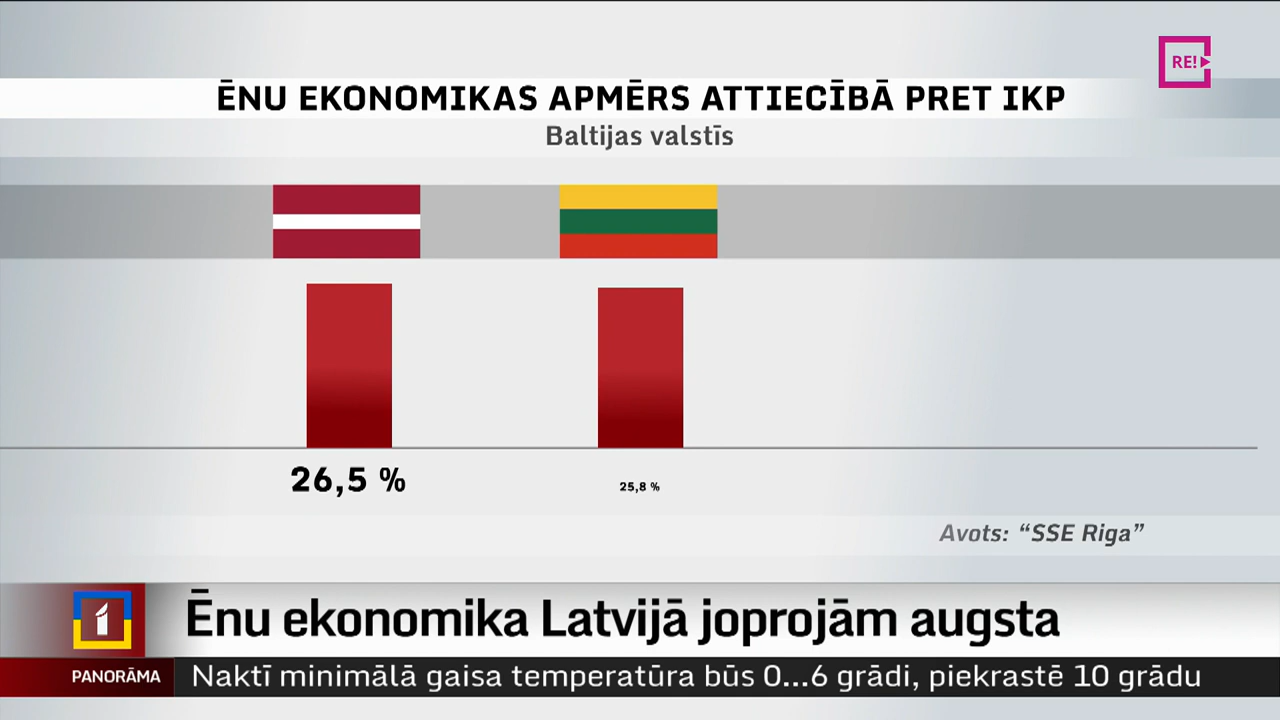 RE!
ĒNU EKONOMIKAS APMĒRS ATTIECĪBĀ PRET IKP
Baltijas valstīs
26,5 %
25,8 %
Avots: “SSE Riga”
1
Ēnu ekonomika Latvijā joprojām augsta
PANORĀMA
Naktī minimālā gaisa temperatūra būs 0...6 grādi, piekrastē 10 grādu